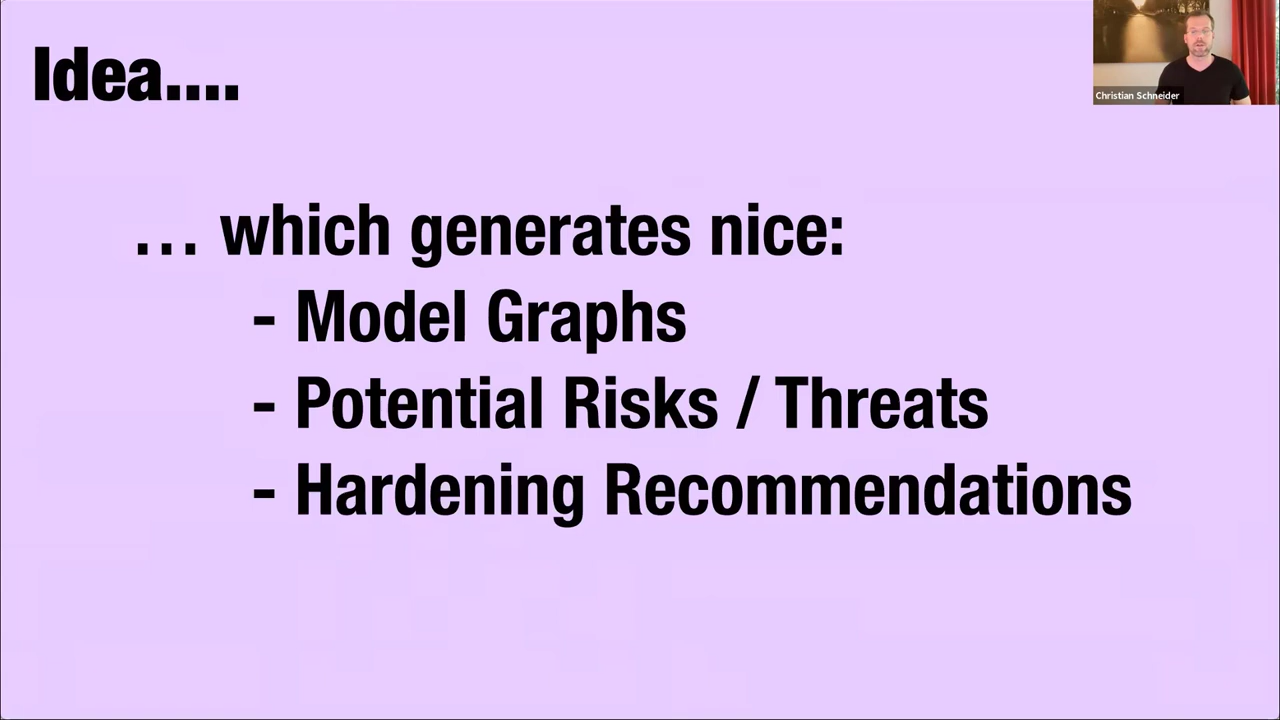 Idea....
Christian Schneider
... which generates nice:
- Model Graphs
- Potential Risks / Threats
- Hardening Recommendations